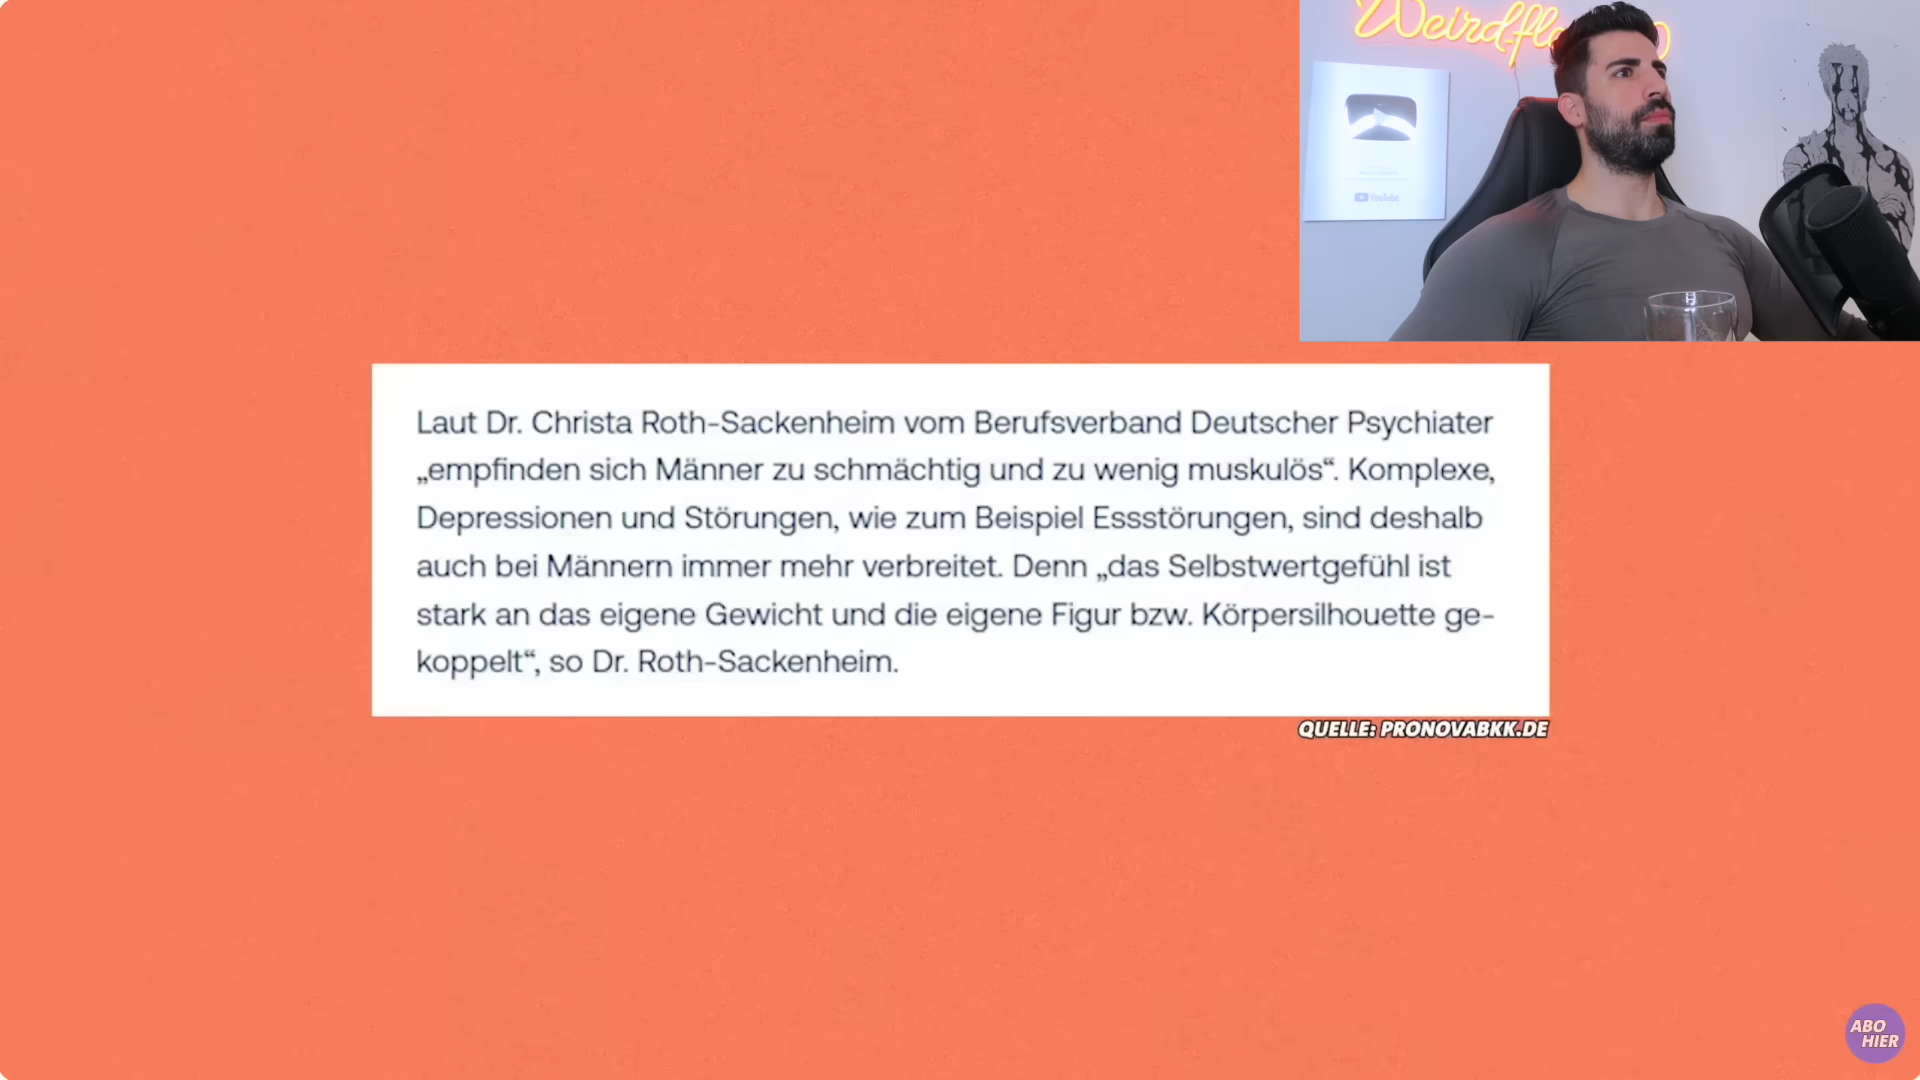 Weirdfl
YouTube
Laut Dr. Christa Roth-Sackenheim vom Berufsverband Deutscher Psychiater
„empfinden sich Männer zu schmächtig und zu wenig muskulös“. Komplexe,
Depressionen und Störungen, wie zum Beispiel Essstörungen, sind deshalb
auch bei Männern immer mehr verbreitet. Denn „das Selbstwertgefühl ist
stark an das eigene Gewicht und die eigene Figur bzw. Körpersilhouette ge-
koppelt“, so Dr. Roth-Sackenheim.
QUELLE: PRONOVABKK.DE
ABO
HIER